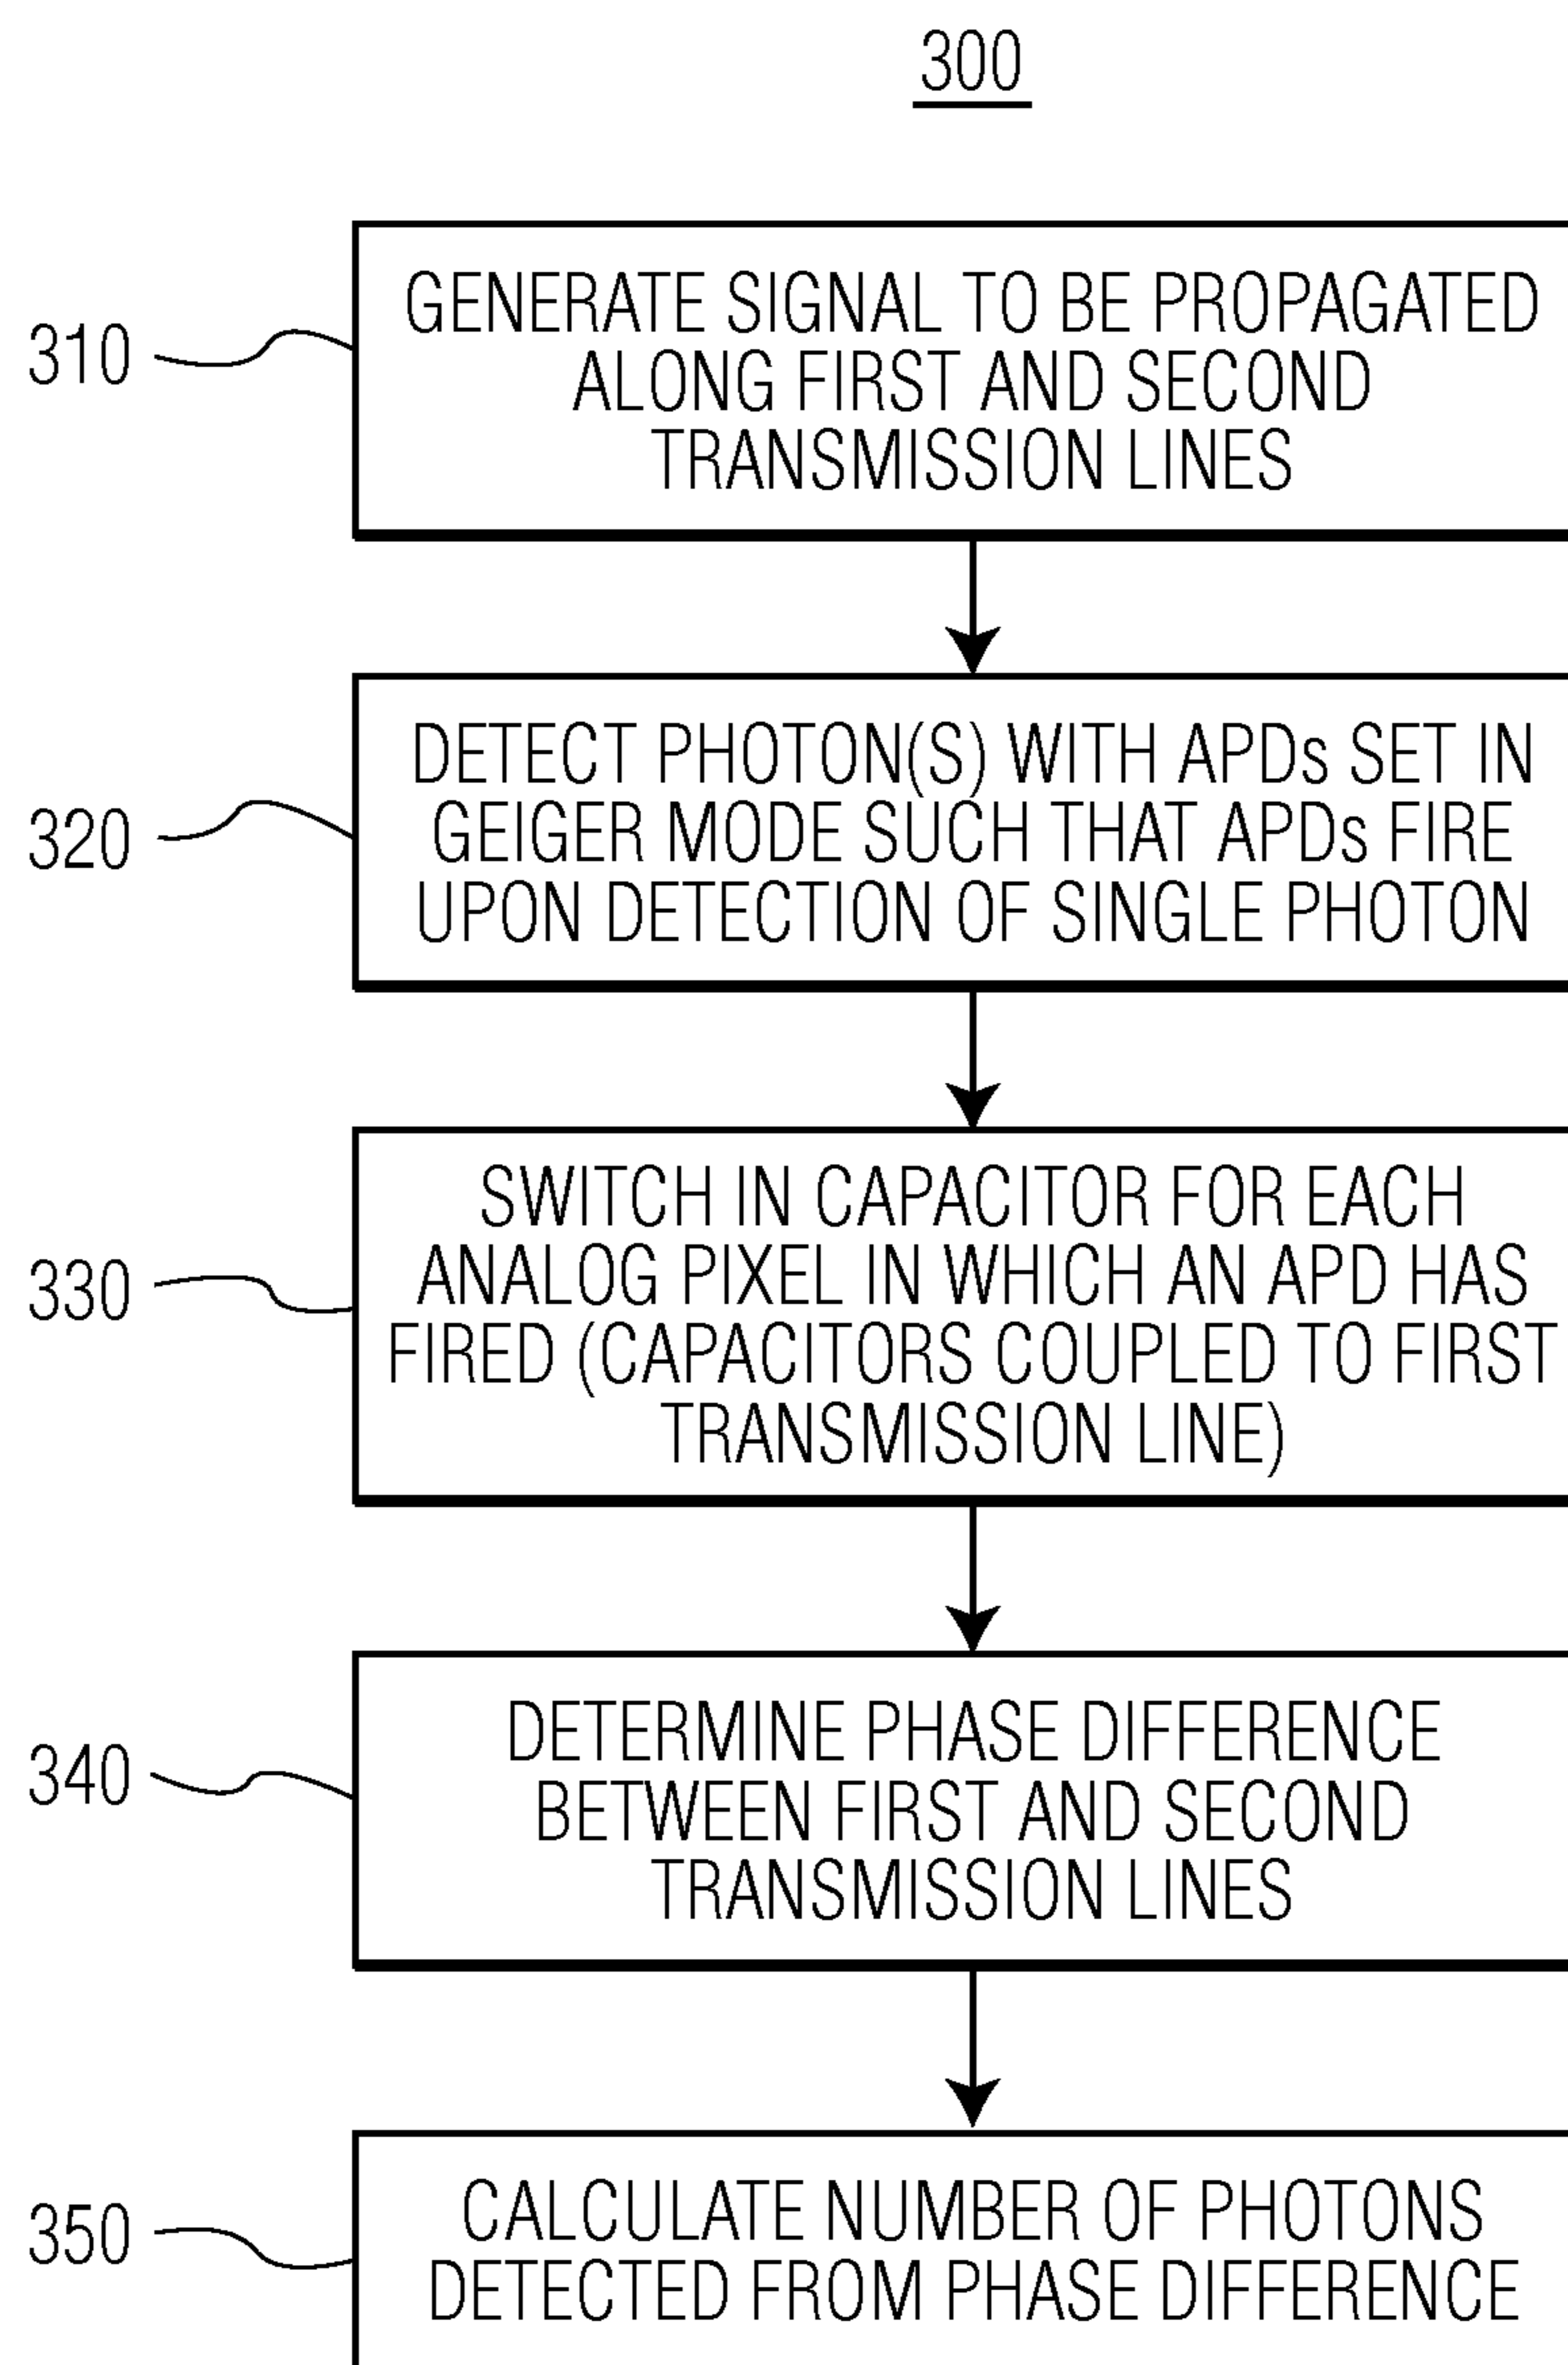 300
310
GENERATE SIGNAL TO BE PROPAGATED
ALONG FIRST AND SECOND
TRANSMISSION LINES
320
DETECT PHOTON(S) WITH APDs SET IN
GEIGER MODE SUCH THAT APDs FIRE
UPON DETECTION OF SINGLE PHOTON
330
SWITCH IN CAPACITOR FOR EACH
ANALOG PIXEL IN WHICH AN APD HAS
FIRED (CAPACITORS COUPLED TO FIRST
TRANSMISSION LINE)
340
DETERMINE PHASE DIFFERENCE
BETWEEN FIRST AND SECOND
TRANSMISSION LINES
350
CALCULATE NUMBER OF PHOTONS
DETECTED FROM PHASE DIFFERENCE